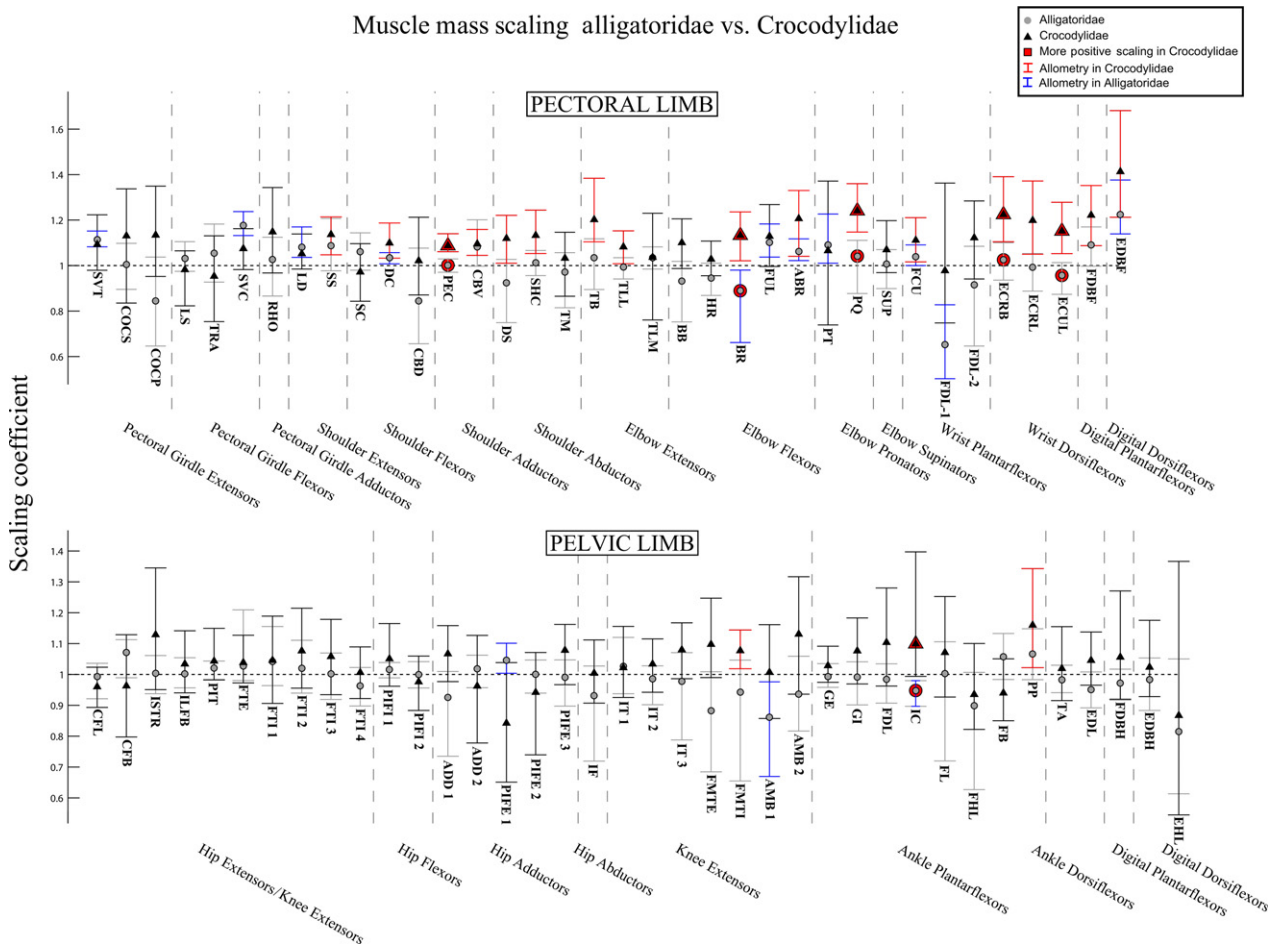 Muscle mass scaling alligatoridae vs. Crocodylidae
Alligatoridae
Crocodylidae
More positive scaling in Crocodylidae
Allometry in Crocodylidae
Allometry in Alligatoridae
PECTORAL LIMB
1.6
1.4
1.2
1
0.8
0.6
SVT
COCS
COCP
LS
TRA
SVC
RHO
LD
SS
SC
DC
CBD
PEC
CBV
DS
SHC
TM
TB
TLL
TLM
BB
HR
BR
FUL
ABR
PT
PQ
SUP
FCU
FDL-1
FDL-2
ECRB
ECRL
ECUL
FDBF
EDBF
Pectoral Girdle Extensors
Pectoral Girdle Flexors
Pectoral Girdle Adductors
Shoulder Extensors
Shoulder Flexors
Shoulder Adductors
Shoulder Abductors
Elbow Extensors
Elbow Flexors
Elbow Pronators
Elbow Supinators
Wrist Plantarflexors
Wrist Dorsiflexors
Digital Plantarflexors
Digital Dorsiflexors
Scaling coefficient
PELVIC LIMB
1.4
1.3
1.2
1.1
1
0.9
0.8
0.7
0.6
CFL
CFB
ISTR
ILFB
PIT
FTE
FTI 1
FTI 2
FTI 3
FTI 4
PIFI 1
PIFI 2
ADD 1
ADD 2
PIFE 1
PIFE 2
PIFE 3
IF
IT 1
IT 2
IT 3
FMTE
FMTI
AMB 1
AMB 2
GE
GI
FDL
IC
FL
FHL
FB
PP
TA
EDL
FDBH
EDBH
EHL
Hip Extensors/Knee Extensors
Hip Flexors
Hip Adductors
Hip Abductors
Knee Extensors
Ankle Plantarflexors
Ankle Dorsiflexors
Digital Plantarflexors
Digital Dorsiflexors